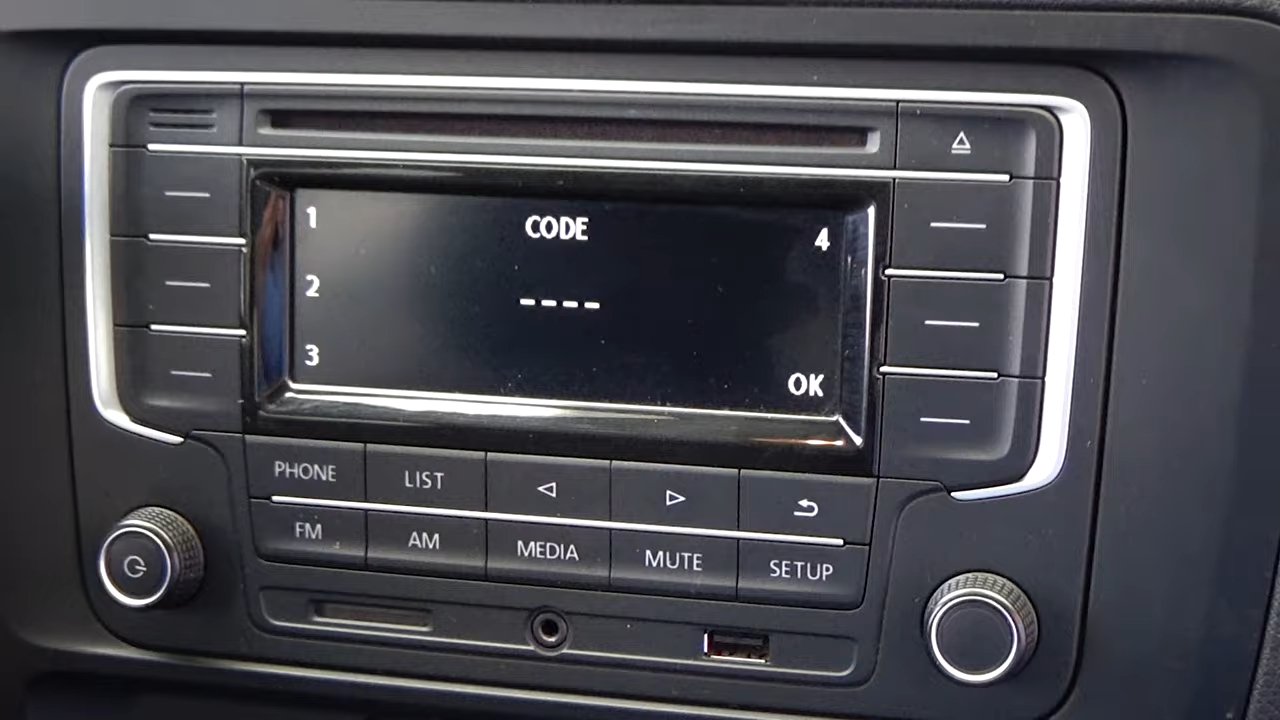 1
CODE
4
2
----
3
OK
PHONE
LIST
FM
AM
MEDIA
MUTE
SETUP